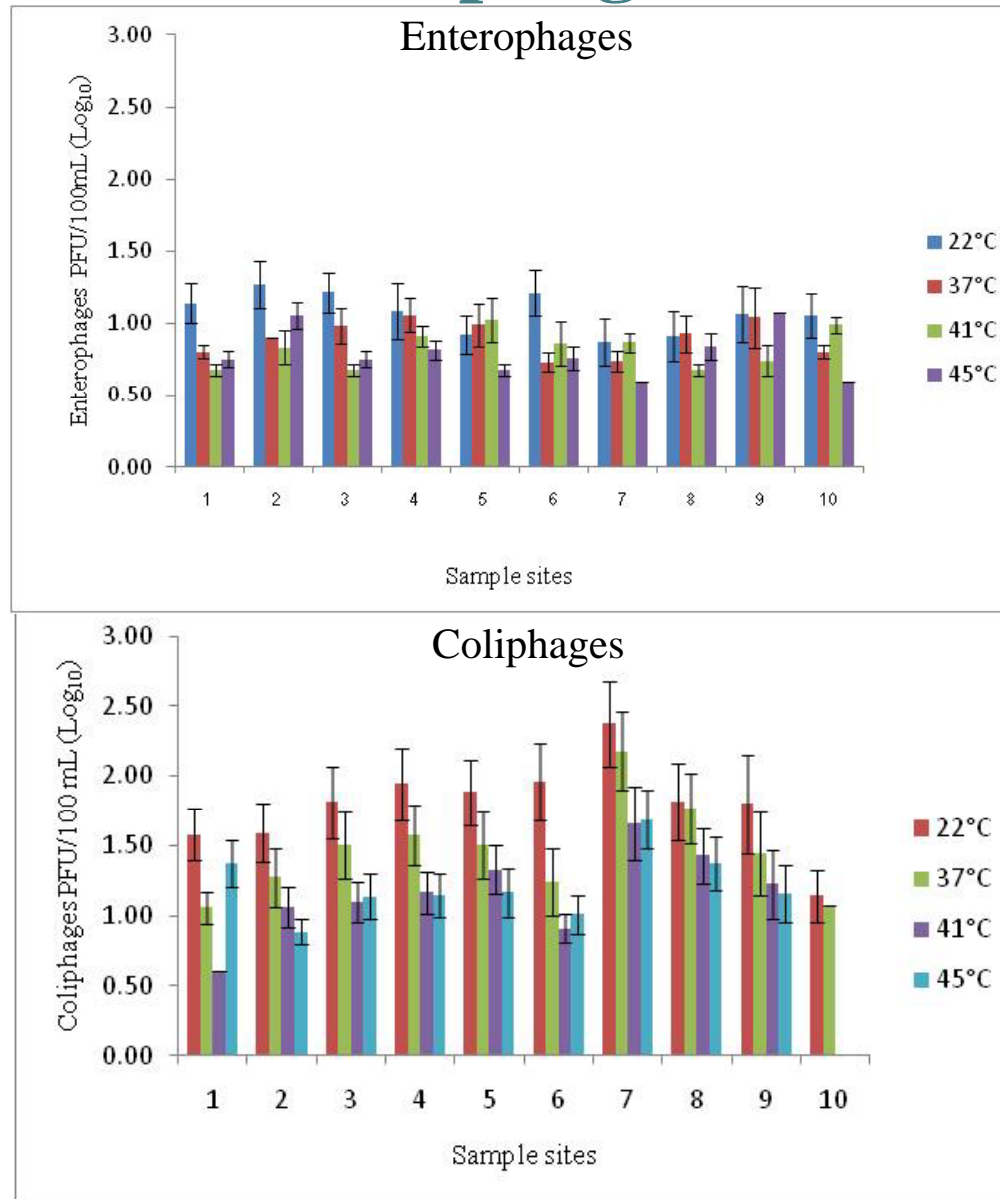 Enterophages
3.00
2.50
2.00
1.50
1.00
0.50
0.00
Enterophages PFU/100mL (Log10)
1 2 3 4 5 6 7 8 9 10
Sample sites
22°C
37°C
41°C
45°C
Coliphages
3.00
2.50
2.00
1.50
1.00
0.50
0.00
Coliphages PFU/100 mL (Log10)
1 2 3 4 5 6 7 8 9 10
Sample sites
22°C
37°C
41°C
45°C